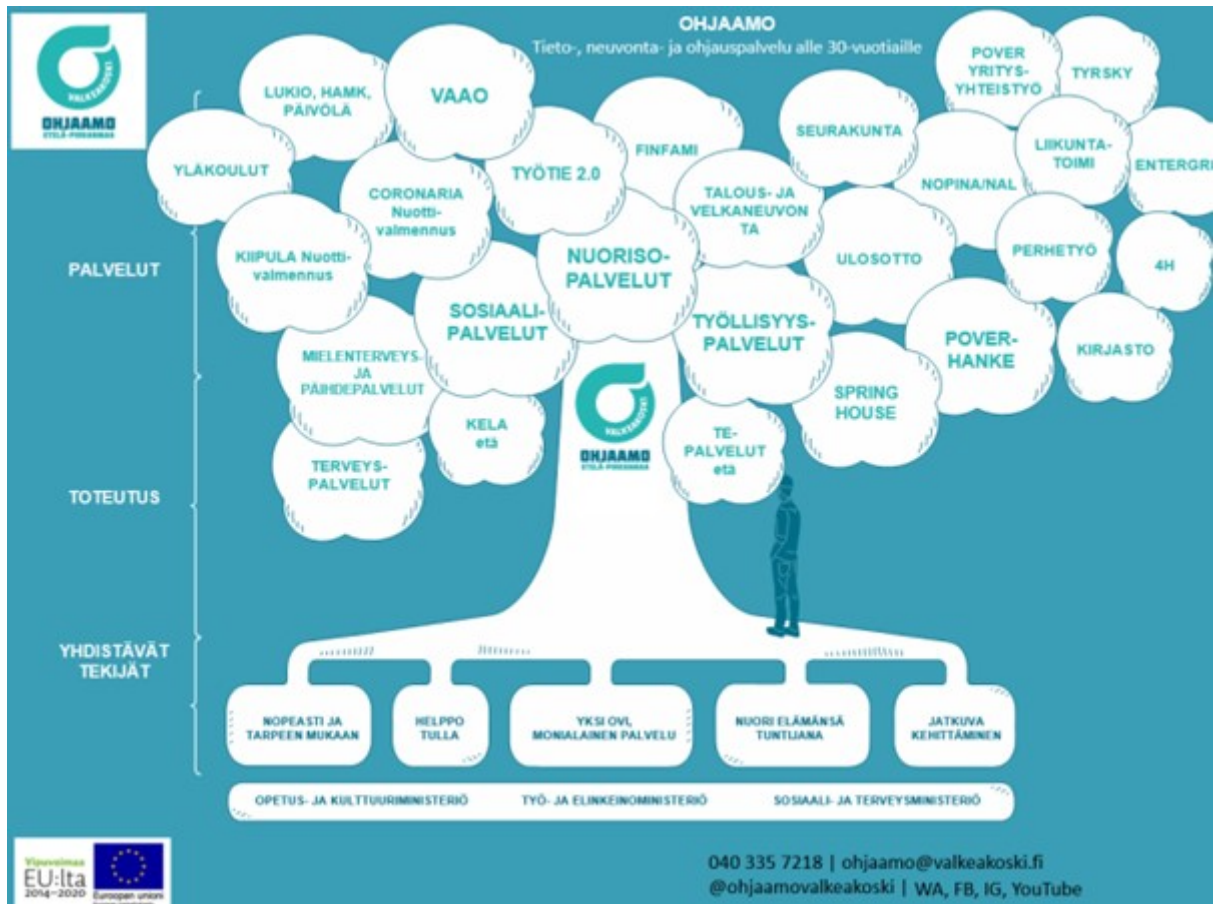 OHJAAMO
Tieto-, neuvonta- ja ohjauspalvelu alle 30-vuotiaille
VALKEAKOSKI
OHJAAMO
ETELÄ-PIRKANMAA
LUKIO, HAMK,
PÄIVÖLÄ
VAAO
POVER
YRITYS-
YHTEISTYÖ
TYRSKY
YLÄKOULUT
CORONARIA
Nuotti-
valmennus
TYÖTIE 2.0
FINFAMI
SEURAKUNTA
TALOUS- JA
VELKANEUVON
TA
NOPINA/NAL
LIIKUNTA-
TOIMI
PALVELUT
KIIPULA Nuotti-
valmennus
SOSIAALI-
PALVELUT
NUORISO-
PALVELUT
TYÖLLISYYS-
PALVELUT
ULOSOTTO
PERHETYÖ
4H
MIELENTERVEYS-
JA
PÄIHDEPALVELUT
KELA
etä
VALKEAKOSKI
OHJAAMO
ETELÄ-PIRKANMAA
TE-
PALVELUT
etä
SPRING
HOUSE
POVER-
HANKE
KIRJASTO
TERVEYS-
PALVELUT
TOTEUTUS
YHDISTÄVÄT
TEKIJÄT
NOPEASTI JA
TARPEEN MUKAAN
HELPPO
TULLA
YKSI OVI,
MONIALAINEN PALVELU
NUORI ELÄMÄNSÄ
TUNTIJANA
JATKUVA
KEHITTÄMINEN
OPETUS- JA KULTTUURIMINISTERIÖ TYÖ- JA ELINKEINOMINISTERIÖ SOSIAALI- JA TERVEYSMINISTERIÖ
Vipuvoimaa
EU:lta
2014–2020
Euroopan unioni
040 335 7218 | ohjaamo@valkeakoski.fi
@ohjaamovalkeakoski | WA, FB, IG, YouTube